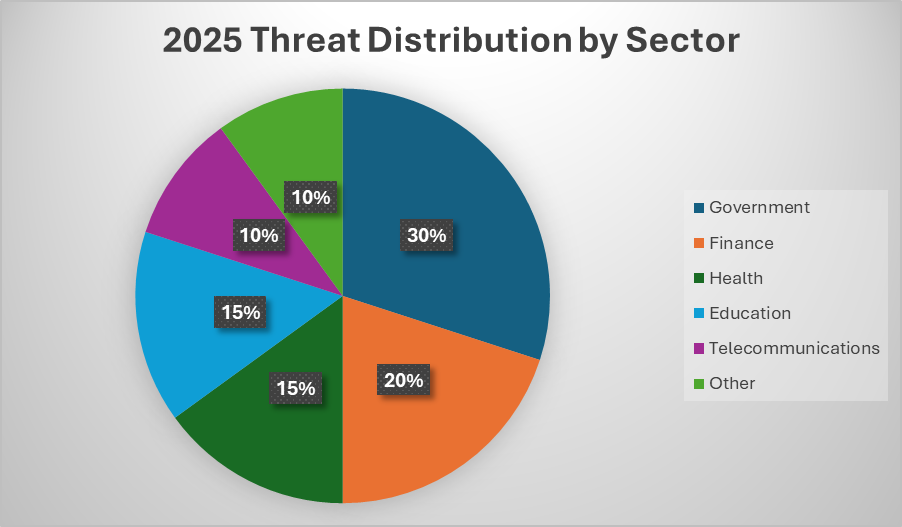 2025 Threat Distribution by Sector
10%
30%
10%
15%
20%
15%
Government
Finance
Health
Education
Telecommunications
Other